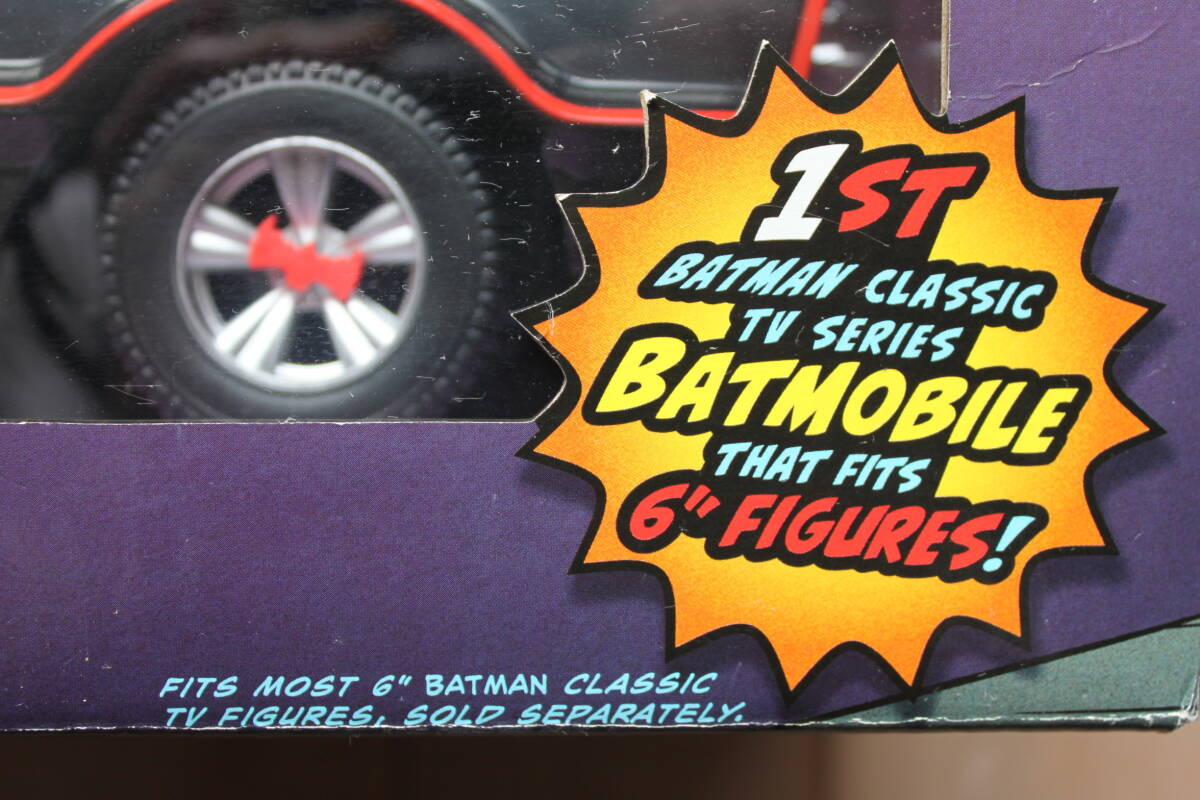 1ST
BATMAN CLASSIC
TV SERIES
BATMOBILE
THAT FITS
6" FIGURES!
FITS MOST 6" BATMAN CLASSIC
TV FIGURES, SOLD SEPARATELY.